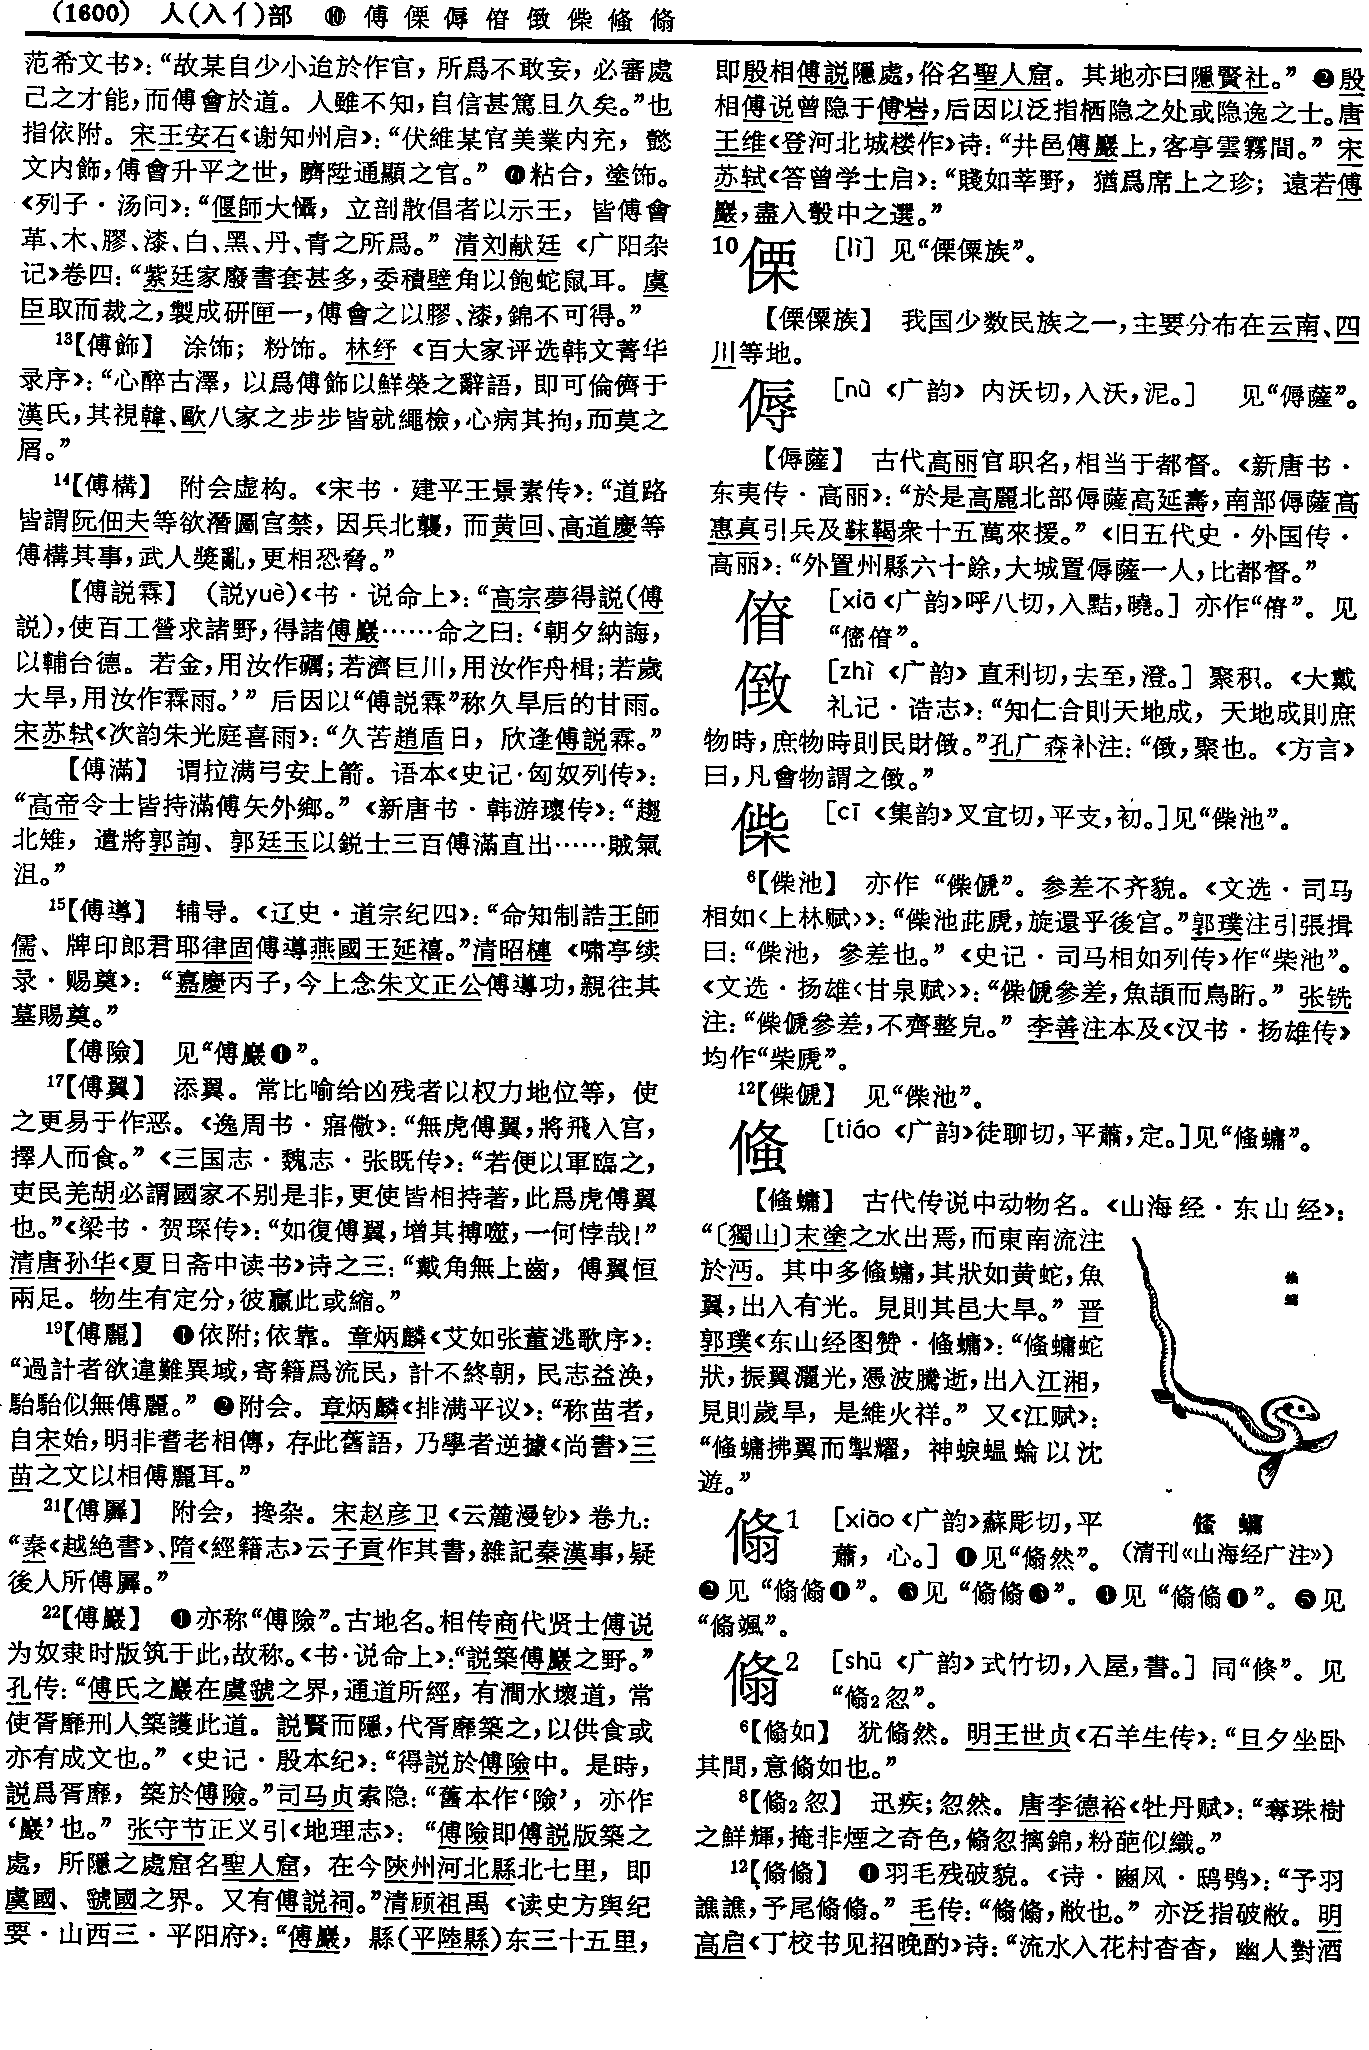 (1600) 人(入亻)部 ❿ 傅傈傉傄㨖傞䖺翛
范希文书》：“故某自少小迨於作官，所爲不敢妄，必審處
己之才能，而傅會於道。人雖不知，自信甚篤且久矣。”也
指依附。宋王安石《谢知州启》：“伏維某官美業内充，懿
文内飾，傅會升平之世，躋陞通顯之官。” ❹粘合，塗饰。
《列子·汤问》：“偃師大懾，立剖散倡者以示王，皆傅會
革、木、膠、漆、白、黑、丹、青之所爲。”清刘献廷《广阳杂
记》卷四：“紫廷家廢書套甚多，委積壁角以飽蛇鼠耳。虞
臣取而裁之，製成研匣一，傅會之以膠、漆，錦不可得。”
13【傅飾】 涂饰；粉饰。林纾《百大家评选韩文菁华
录序》：“心醉古澤，以爲傅飾以鮮榮之辭語，即可倫儕于
漢氏，其視韓、歐八家之步步皆就繩檢，心病其拘，而莫之
屑。”
14【傅構】 附会虚构。《宋书·建平王景素传》：“道路
皆謂阮佃夫等欲潛圖宫禁，因兵北襲，而黄回、高道慶等
傅構其事，武人獎亂，更相恐脅。”
【傅説霖】 (説yuè)《书·说命上》：“高宗夢得説(傅
説)，使百工營求諸野，得諸傅巖……命之曰：‘朝夕納誨，
以輔台德。若金，用汝作礪；若濟巨川，用汝作舟楫；若歲
大旱，用汝作霖雨。’” 后因以“傅説霖”称久旱后的甘雨。
宋苏轼《次韵朱光庭喜雨》：“久苦趙盾日，欣逢傅説霖。”
【傅滿】 谓拉满弓安上箭。语本《史记·匈奴列传》：
“高帝令士皆持滿傅矢外鄉。”《新唐书·韩游瓌传》：“趨
北雉，遣將郭詢、郭廷玉以鋭士三百傅滿直出……賊氣
沮。”
15【傅導】 辅导。《辽史·道宗纪四》：“命知制誥王師
儒、牌印郎君耶律固傅導燕國王延禧。”清昭槤《啸亭续
录·赐奠》：“嘉慶丙子，今上念朱文正公傅導功，親往其
墓賜奠。”
【傅險】 见“傅巖❶”。
17【傅翼】 添翼。常比喻给凶残者以权力地位等，使
之更易于作恶。《逸周书·寤儆》：“無虎傅翼，將飛入宫，
擇人而食。”《三国志·魏志·张既传》：“若便以軍臨之，
吏民羌胡必謂國家不别是非，更使皆相持著，此爲虎傅翼
也。”《梁书·贺琛传》：“如復傅翼，增其搏噬，一何悖哉！”
清唐孙华《夏日斋中读书》诗之三：“戴角無上齒，傅翼恒
兩足。物生有定分，彼贏此或縮。”
19【傅麗】 ❶依附；依靠。章炳麟《艾如张董逃歌序》：
“過計者欲違難異域，寄籍爲流民，計不終朝，民志益涣，
駘駘似無傅麗。”❷附会。章炳麟《排满平议》：“称苗者，
自宋始，明非耆老相傳，存此舊語，乃學者逆據《尚書》三
苗之文以相傅麗耳。”
21【傅羼】 附会，搀杂。宋赵彦卫《云麓漫钞》卷九：
“秦《越絶書》、隋《經籍志》云子貢作其書，雜記秦漢事，疑
後人所傅羼。”
22【傅巖】 ❶亦称“傅險”。古地名。相传商代贤士傅说
为奴隶时版筑于此，故称。《书·说命上》：“説築傅巖之野。”
孔传：“傅氏之巖在虞虢之界，通道所經，有澗水壞道，常
使胥靡刑人築護此道。説賢而隱，代胥靡築之，以供食或
亦有成文也。”《史记·殷本纪》：“得説於傅險中。是時，
説爲胥靡，築於傅險。”司马贞索隐：“舊本作‘險’，亦作
‘巖’也。”张守节正义引《地理志》：“傅險即傅説版築之
處，所隱之處窟名聖人窟，在今陝州河北縣北七里，即
虞國、虢國之界。又有傅説祠。”清顾祖禹《读史方舆纪
要·山西三·平阳府》：“傅巖，縣(平陸縣)东三十五里，
即殷相傅説隱處，俗名聖人窟。其地亦曰隱賢社。”❷殷
相傅说曾隐于傅岩，后因以泛指栖隐之处或隐逸之士。唐
王维《登河北城楼作》诗：“井邑傅巖上，客亭雲霧間。”宋
苏轼《答曾学士启》：“賤如莘野，猶爲席上之珍；遠若傅
巖，盡入彀中之選。”
10傈 [lì] 见“傈僳族”。
【傈僳族】 我国少数民族之一，主要分布在云南、四
川等地。
傉 [nù《广韵》内沃切，入沃，泥。] 见“傉薩”。
【傉薩】 古代高丽官职名，相当于都督。《新唐书·
东夷传·高丽》：“於是高麗北部傉薩高延壽，南部傉薩高
惠真引兵及靺鞨衆十五萬來援。”《旧五代史·外国传·
高丽》：“外置州縣六十餘，大城置傉薩一人，比都督。”
傄 [xiā《广韵》呼八切，入黠，曉。] 亦作“傄”。见
“傛傄”。
㨖 [zhì《广韵》直利切，去至，澄。] 聚积。《大戴
礼记·诰志》：“知仁合則天地成，天地成則庶
物時，庶物時則民財㨖。”孔广森补注：“㨖，聚也。《方言》
曰，凡會物謂之㨖。”
傞 [cī《集韵》叉宜切，平支，初。]见“傞池”。
6【傞池】 亦作“傞傂”。参差不齐貌。《文选·司马
相如〈上林赋〉》：“傞池茈虒，旋還乎後宫。”郭璞注引張揖
曰：“傞池，參差也。”《史记·司马相如列传》作“柴池”。
《文选·扬雄〈甘泉赋〉》：“傞傂參差，魚頡而鳥䀪。”张铣
注：“傞傂參差，不齊整皃。”李善注本及《汉书·扬雄传》
均作“柴虒”。
12【傞傂】 见“傞池”。
䖺 [tiáo《广韵》徒聊切，平蕭，定。]见“䖺䗤”。
【䖺䗤】 古代传说中动物名。《山海经·东山经》：
“〔獨山〕末塗之水出焉，而東南流注
於沔。其中多䖺䗤，其狀如黄蛇，魚
翼，出入有光。見則其邑大旱。”晋
郭璞《东山经图赞·䖺䗤》：“䖺䗤蛇
狀，振翼灑光，憑波騰逝，出入江湘，
見則歲旱，是維火祥。”又《江赋》：
“䖺䗤拂翼而掣耀，神蜧蝹蜦以沈
遊。”
䖺䗤
䖺䗤
(清刊《山海经广注》)
翛1 [xiāo《广韵》蘇彫切，平
蕭，心。] ❶见“翛然”。
❷见“翛翛❶”。❸见“翛翛❸”。❹见“翛翛❶”。❺见
“翛飒”。
翛2 [shū《广韵》式竹切，入屋，書。] 同“倏”。见
“翛2忽”。
6【翛如】 犹翛然。明王世贞《石羊生传》：“旦夕坐卧
其間，意翛如也。”
8【翛2忽】 迅疾；忽然。唐李德裕《牡丹赋》：“奪珠樹
之鮮輝，掩非煙之奇色，翛忽摛錦，粉葩似織。”
12【翛翛】 ❶羽毛残破貌。《诗·豳风·鸱鸮》：“予羽
譙譙，予尾翛翛。”毛传：“翛翛，敝也。”亦泛指破敝。明
高启《丁校书见招晚酌》诗：“流水入花村杳杳，幽人對酒